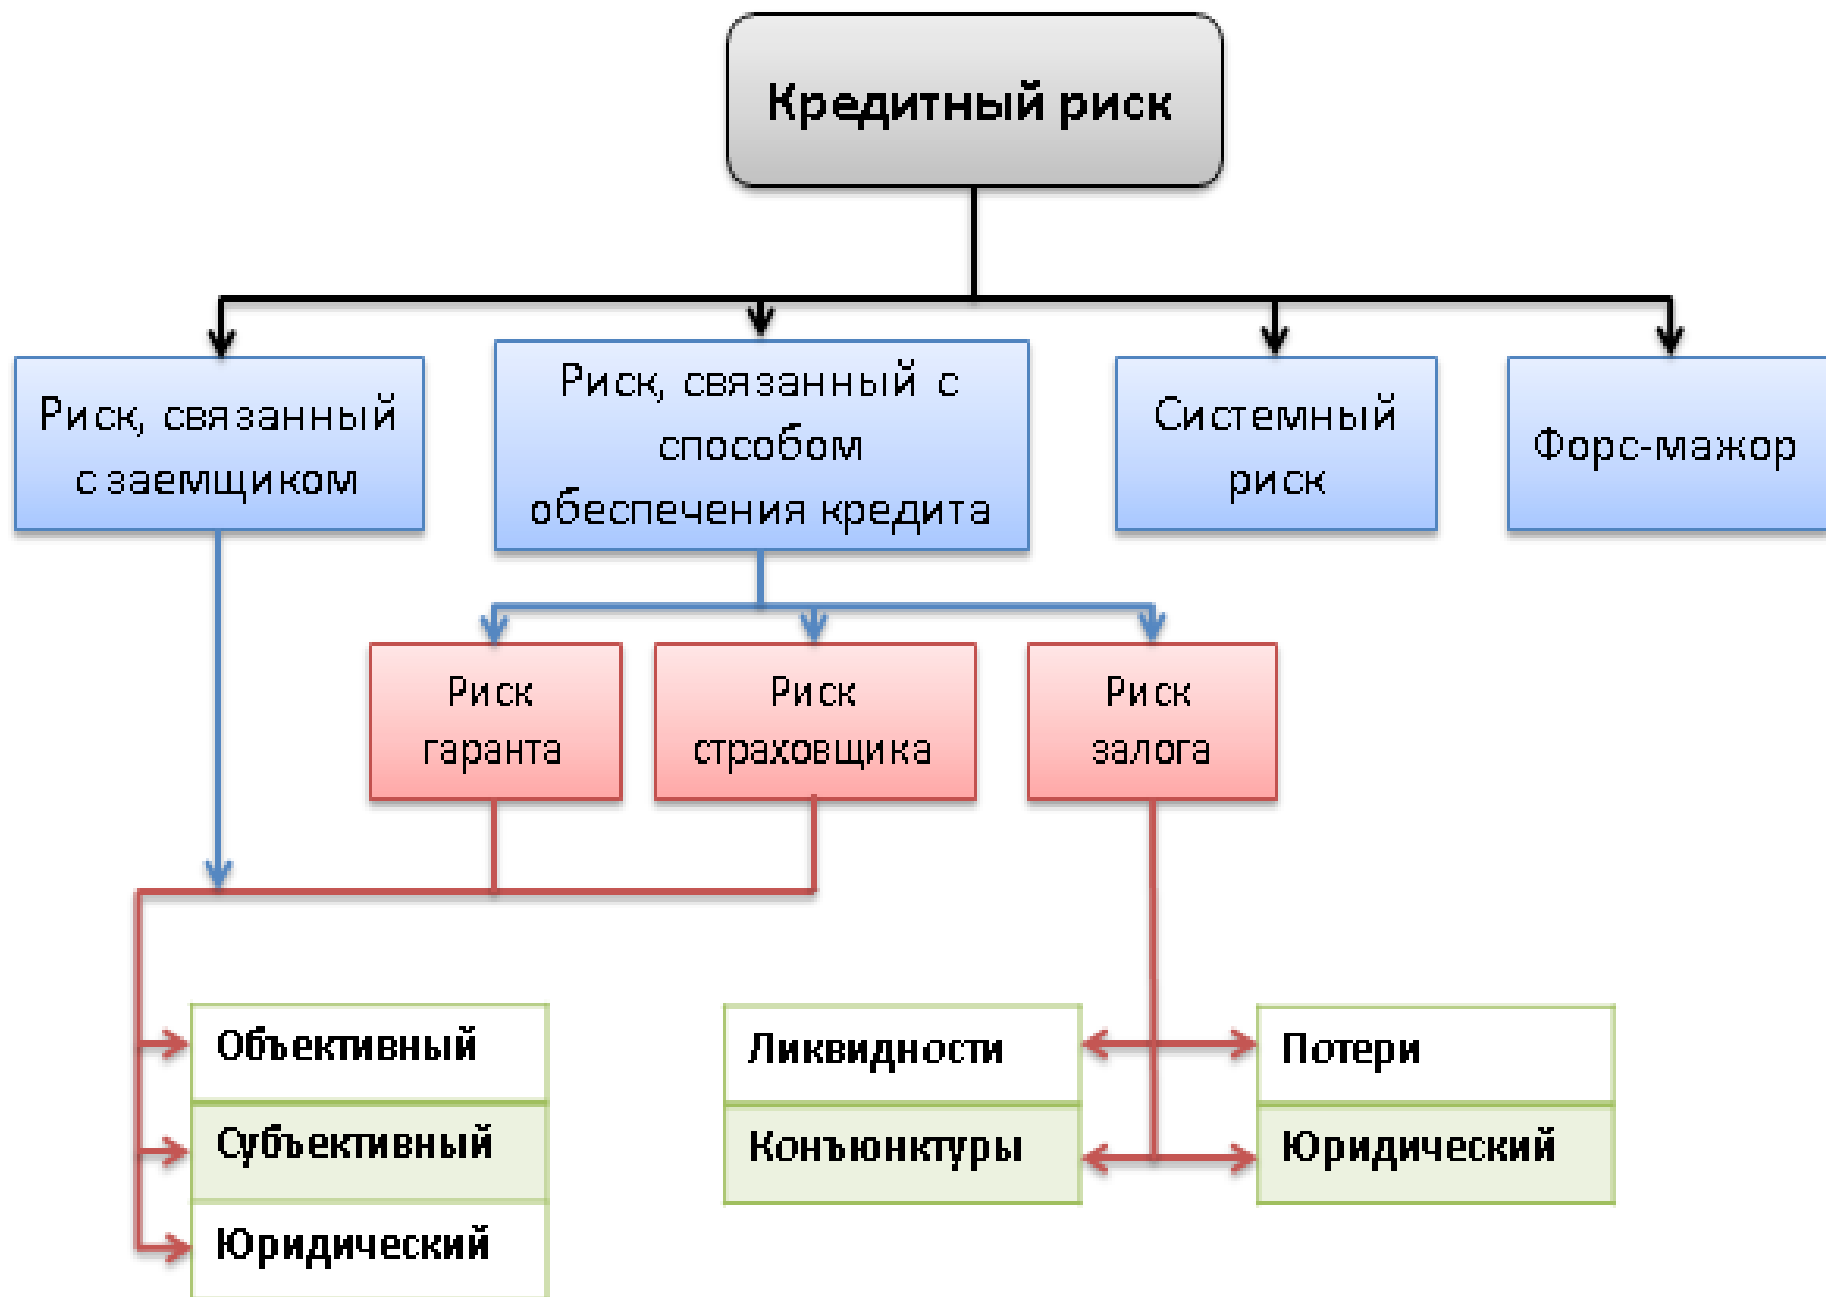 Кредитный риск
Риск, связанный
с заемщиком
Риск, связанный с
способом
обеспечения кредита
Системный
риск
Форс-мажор
Риск
гаранта
Риск
страховщика
Риск
залога
Объективный
Субъективный
Юридический
Ликвидности
Конъюнктуры
Потери
Юридический